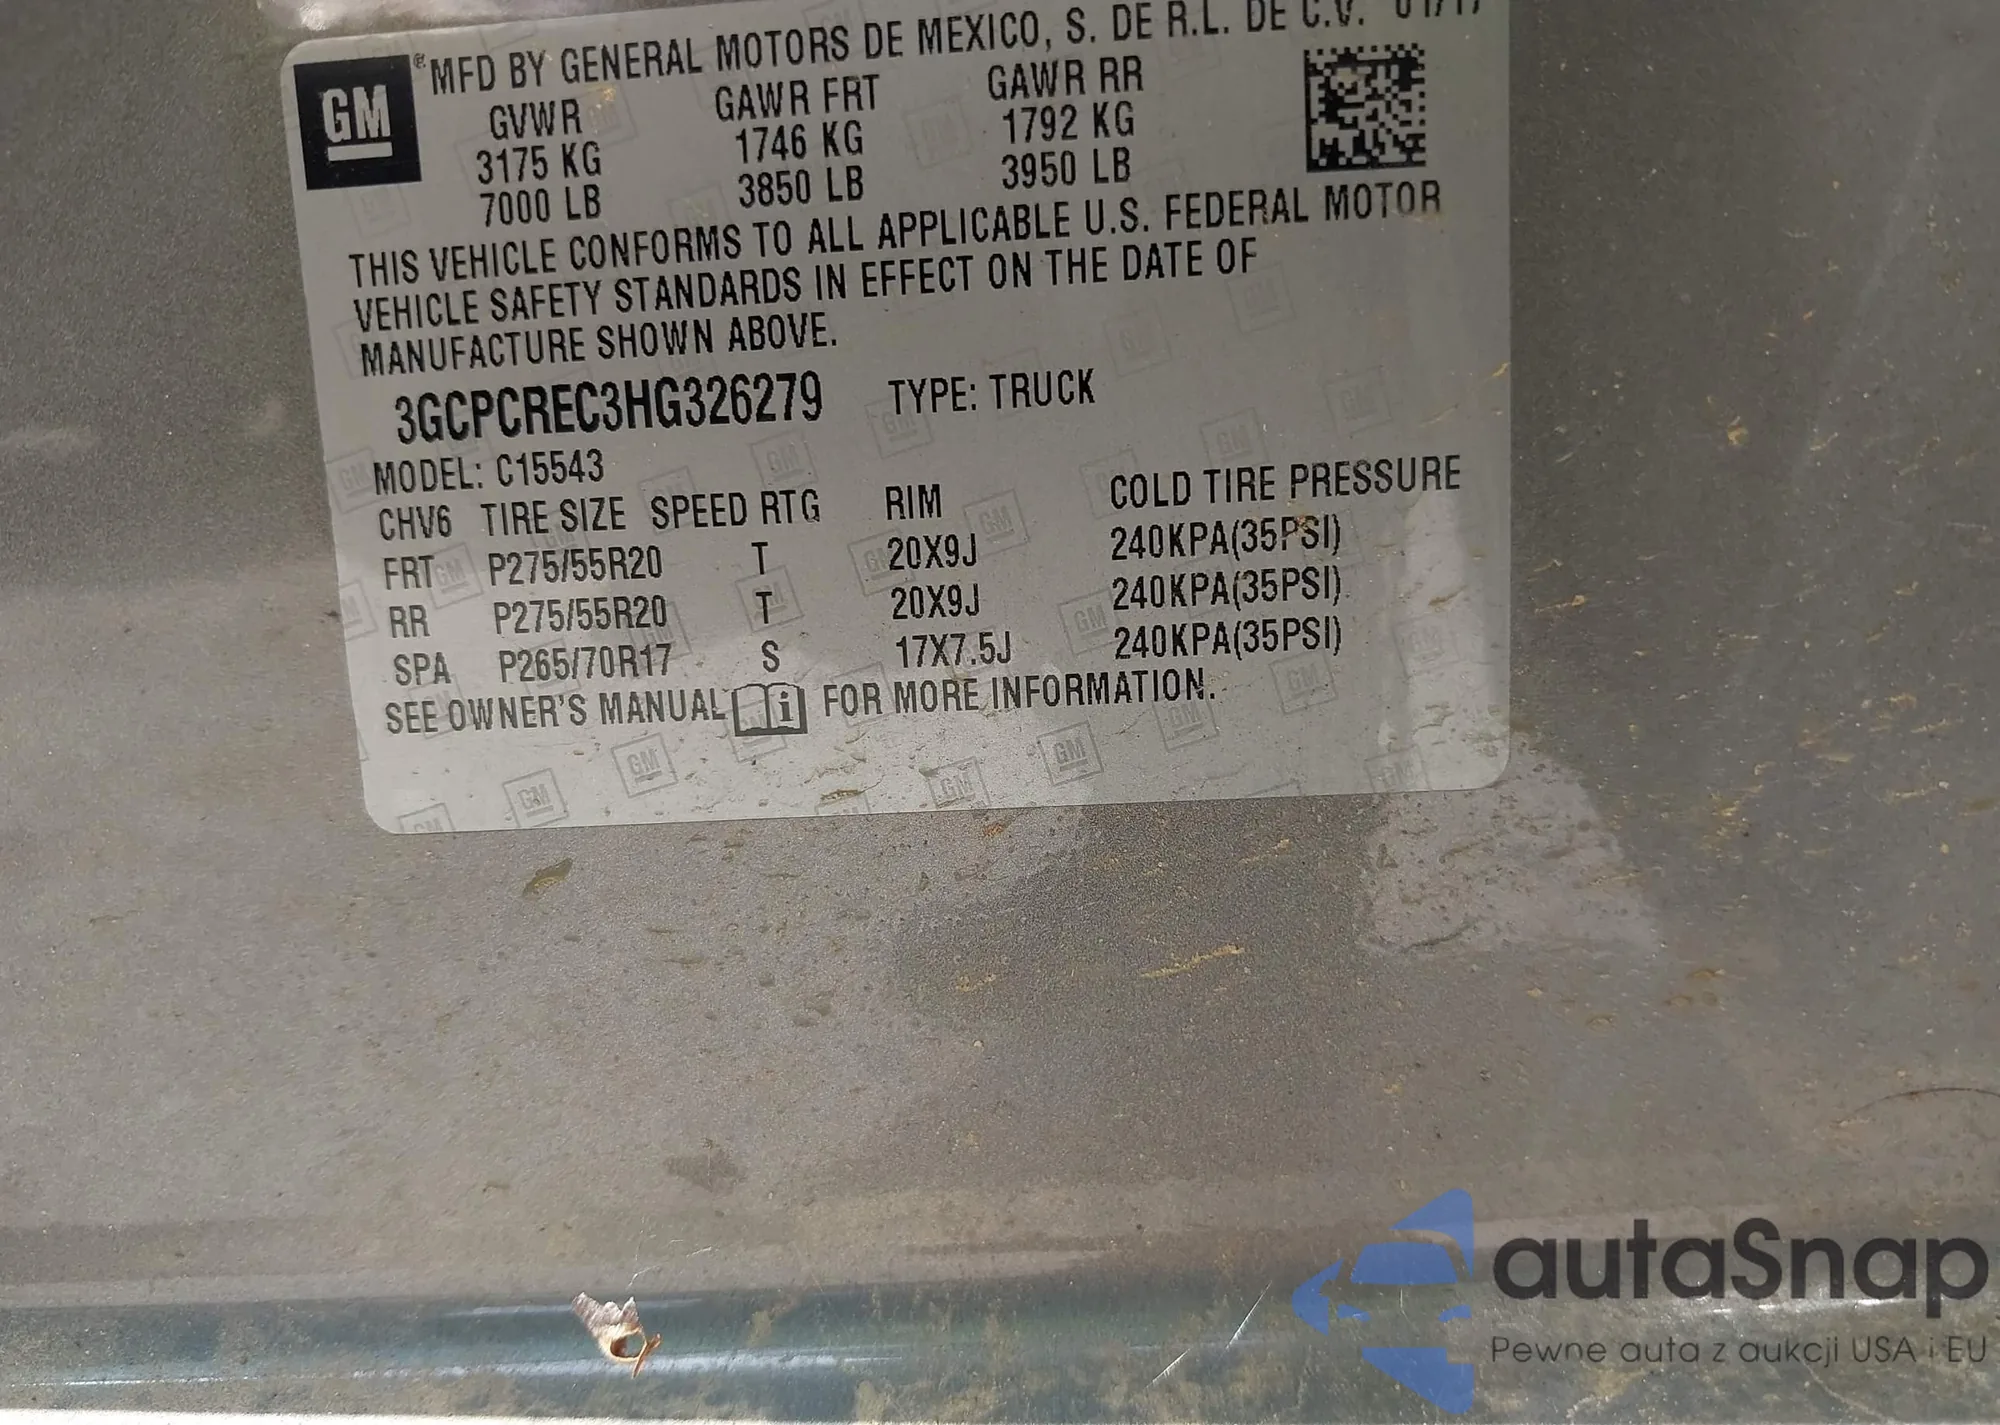 GM ® MFD BY GENERAL MOTORS DE MEXICO, S. DE R.L. DE C.V. 01/17
GVWR GAWR FRT GAWR RR
3175 KG 1746 KG 1792 KG
7000 LB 3850 LB 3950 LB
THIS VEHICLE CONFORMS TO ALL APPLICABLE U.S. FEDERAL MOTOR
VEHICLE SAFETY STANDARDS IN EFFECT ON THE DATE OF
MANUFACTURE SHOWN ABOVE.
3GCPCREC3HG326279 TYPE: TRUCK
MODEL: C15543
CHV6 TIRE SIZE SPEED RTG RIM COLD TIRE PRESSURE
FRT P275/55R20 T 20X9J 240KPA(35PSI)
RR P275/55R20 T 20X9J 240KPA(35PSI)
SPA P265/70R17 S 17X7.5J 240KPA(35PSI)
SEE OWNER'S MANUAL i FOR MORE INFORMATION.
autaSnap
Pewne auta z aukcji USA i EU